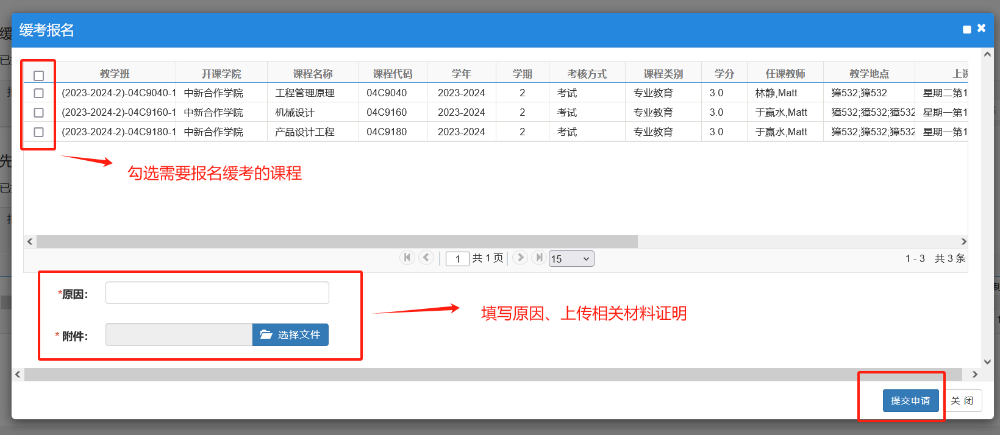 缓考报名
教学班 开课学院 课程名称 课程代码 学年 学期 考核方式 课程类别 学分 任课教师 教学地点 上课
(2023-2024-2)-04C9040-1 中新合作学院 工程管理原理 04C9040 2023-2024 2 考试 专业教育 3.0 林静,Matt 獐532;獐532 星期二第1
(2023-2024-2)-04C9160-1 中新合作学院 机械设计 04C9160 2023-2024 2 考试 专业教育 3.0 于赢水,Matt 獐532;獐532;獐532 星期一第1
(2023-2024-2)-04C9180-1 中新合作学院 产品设计工程 04C9180 2023-2024 2 考试 专业教育 3.0 于赢水,Matt 獐532;獐532;獐532 星期一第1
勾选需要报名缓考的课程
1 共 1 页 15 1 - 3 共 3 条
*原因:
填写原因、上传相关材料证明
* 附件: 选择文件
提交申请 关 闭